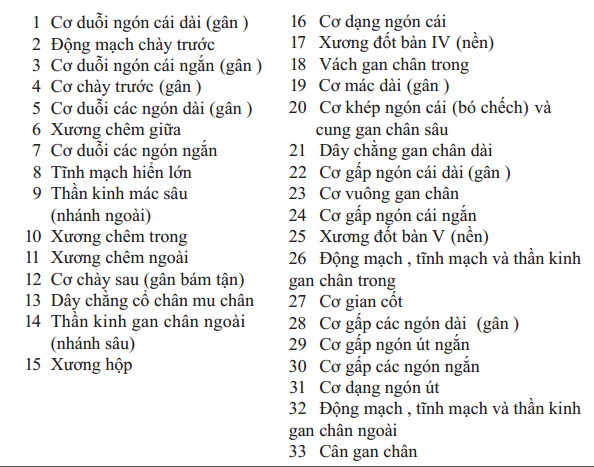 1 Cơ duỗi ngón cái dài (gân )
2 Động mạch chày trước
3 Cơ duỗi ngón cái ngắn (gân )
4 Cơ chày trước (gân )
5 Cơ duỗi các ngón dài (gân )
6 Xương chêm giữa
7 Cơ duỗi các ngón ngắn
8 Tĩnh mạch hiển lớn
9 Thần kinh mác sâu
(nhánh ngoài)
10 Xương chêm trong
11 Xương chêm ngoài
12 Cơ chày sau (gân bám tận)
13 Dây chằng cổ chân mu chân
14 Thần kinh gan chân ngoài
(nhánh sâu)
15 Xương hộp
16 Cơ dạng ngón cái
17 Xương đốt bàn IV (nền)
18 Vách gan chân trong
19 Cơ mác dài (gân )
20 Cơ khép ngón cái (bó chếch) và
cung gan chân sâu
21 Dây chằng gan chân dài
22 Cơ gấp ngón cái dài (gân )
23 Cơ vuông gan chân
24 Cơ gấp ngón cái ngắn
25 Xương đốt bàn V (nền)
26 Động mạch , tĩnh mạch và thần kinh
gan chân trong
27 Cơ gian cốt
28 Cơ gấp các ngón dài (gân )
29 Cơ gấp ngón út ngắn
30 Cơ gấp các ngón ngắn
31 Cơ dạng ngón út
32 Động mạch , tĩnh mạch và thần kinh
gan chân ngoài
33 Cân gan chân